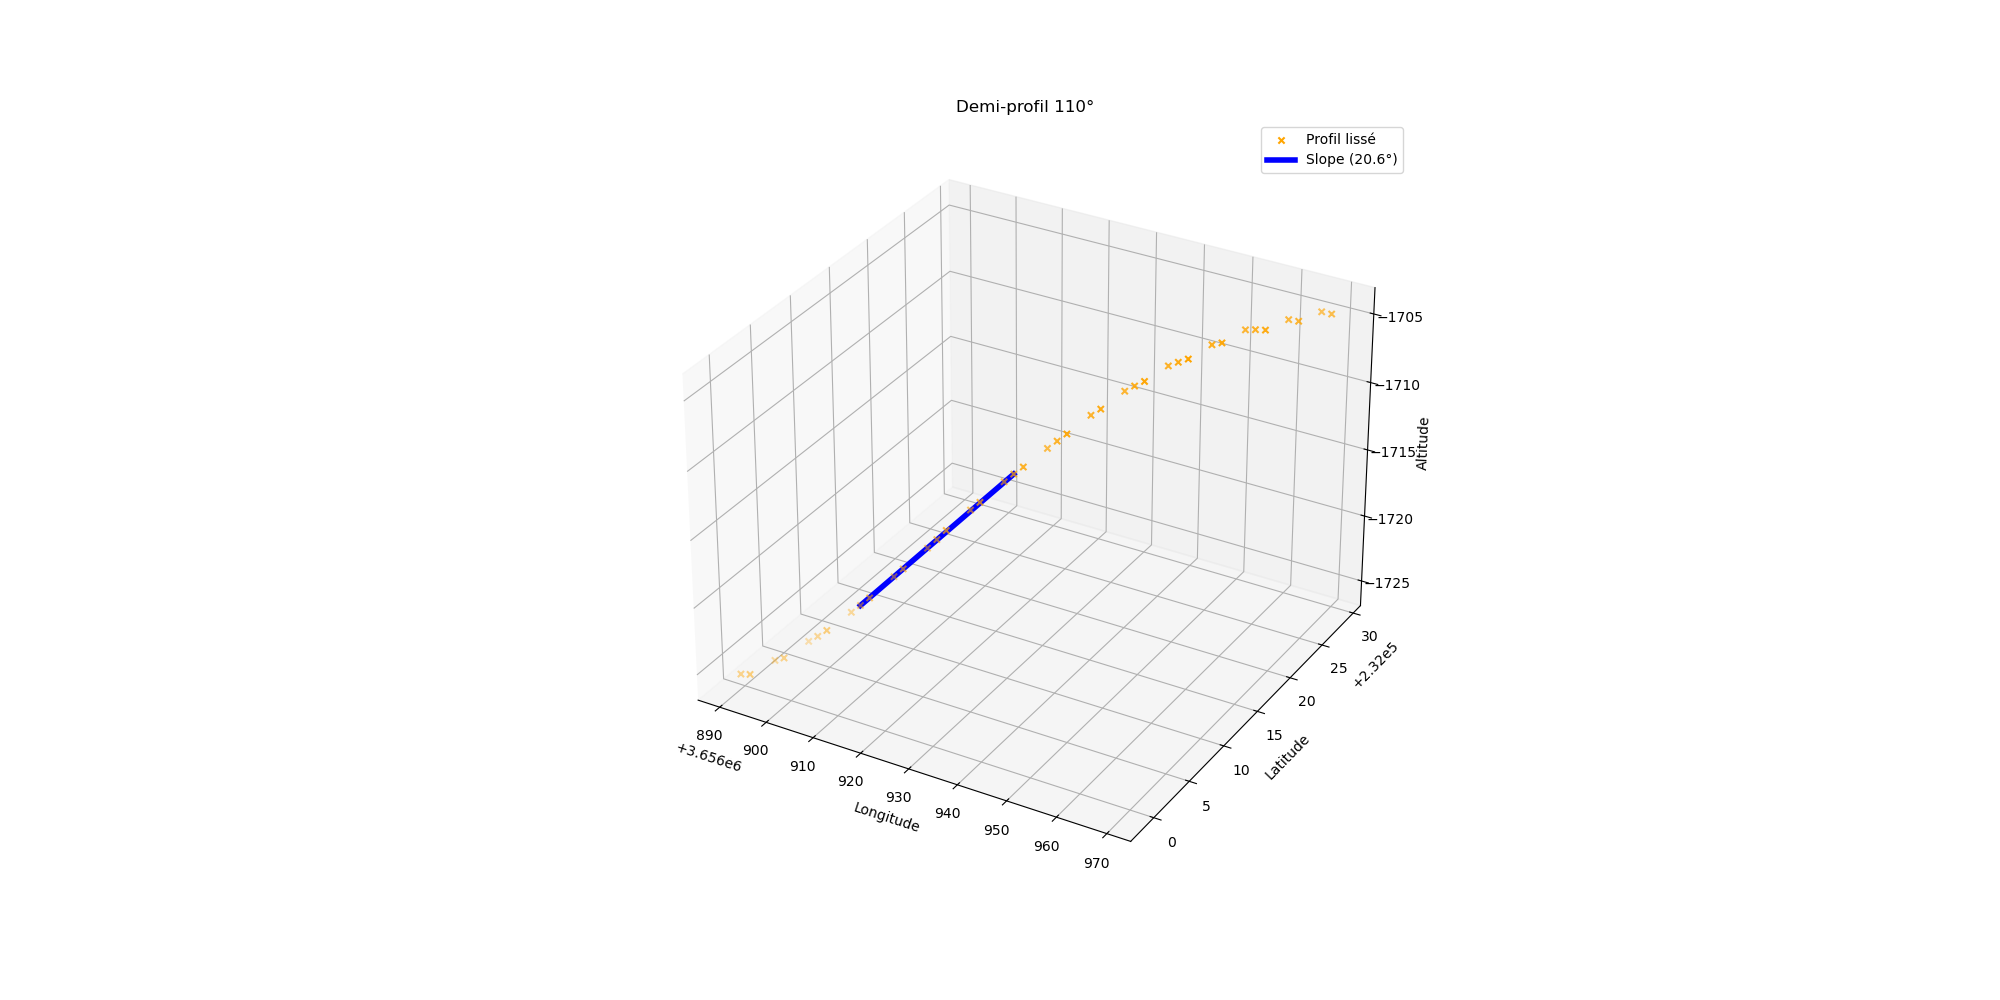 Demi-profil 110°
Profil lissé
Slope (20.6°)
−1705
−1710
−1715
−1720
−1725
Altitude
30
25
20
15
10
5
0
+2.32e5
Latitude
890
900
910
920
930
940
950
960
970
+3.656e6
Longitude